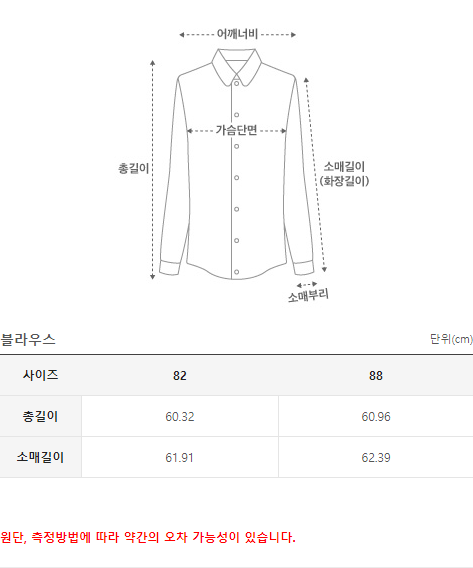 어깨너비
가슴단면
총길이
소매길이
(화장길이)
소매부리
블라우스 단위(cm)
사이즈 82 88
총길이 60.32 60.96
소매길이 61.91 62.39
원단, 측정방법에 따라 약간의 오차 가능성이 있습니다.